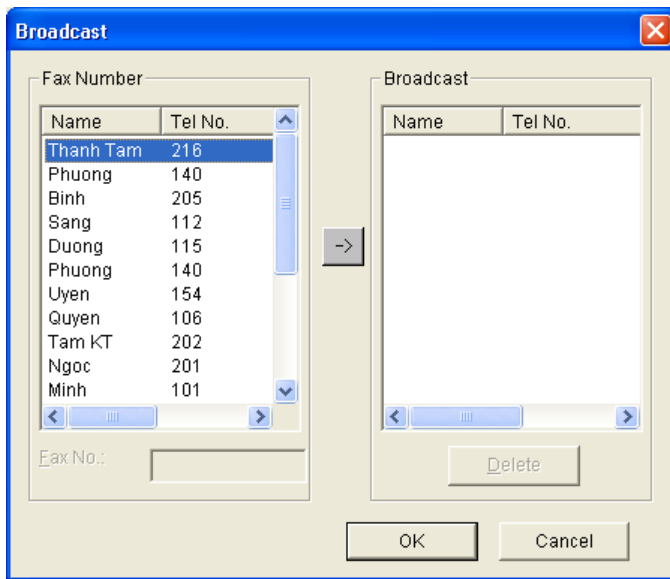 Broadcast
Fax Number
Name Tel No.
Thanh Tam 216
Phuong 140
Binh 205
Sang 112
Duong 115
Phuong 140
Uyen 154
Quyen 106
Tam KT 202
Ngoc 201
Minh 101
Fax No.:
->
Broadcast
Name Tel No.
Delete
OK Cancel